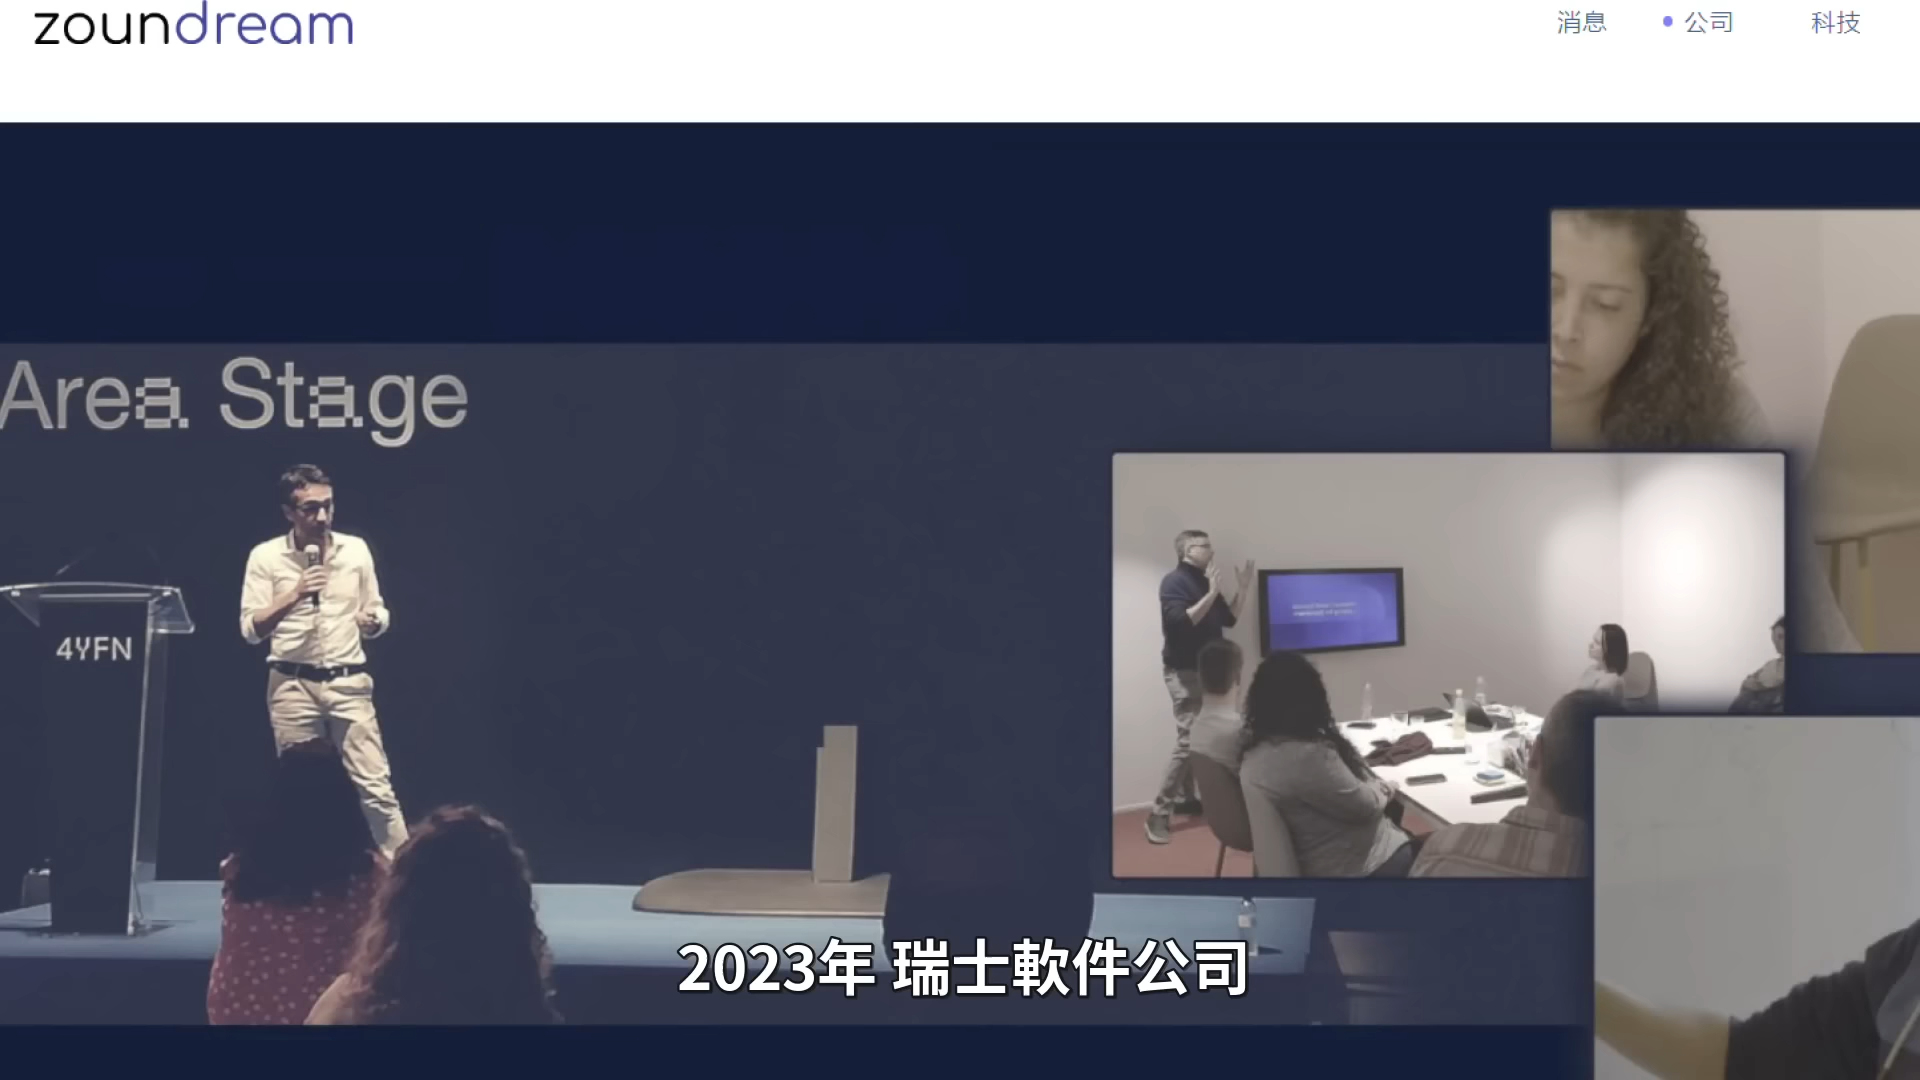 zoundream
消息
公司
科技
Area Stage
4YFN
2023年 瑞士軟件公司